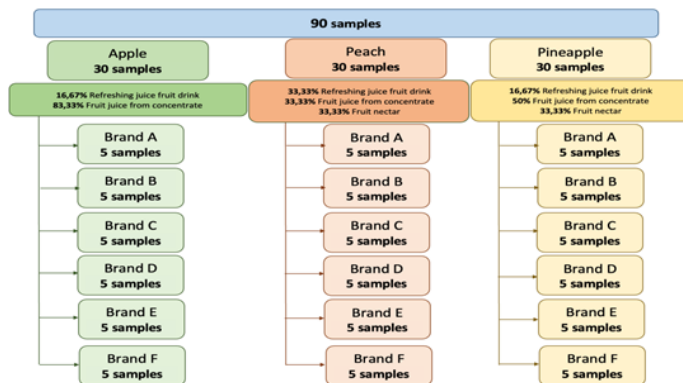 90 samples
Apple
30 samples
16,67% Refreshing juice fruit drink
83,33% Fruit juice from concentrate
Brand A
5 samples
Brand B
5 samples
Brand C
5 samples
Brand D
5 samples
Brand E
5 samples
Brand F
5 samples
Peach
30 samples
33,33% Refreshing juice fruit drink
33,33% Fruit juice from concentrate
33,33% Fruit nectar
Brand A
5 samples
Brand B
5 samples
Brand C
5 samples
Brand D
5 samples
Brand E
5 samples
Brand F
5 samples
Pineapple
30 samples
16,67% Refreshing juice fruit drink
50% Fruit juice from concentrate
33,33% Fruit nectar
Brand A
5 samples
Brand B
5 samples
Brand C
5 samples
Brand D
5 samples
Brand E
5 samples
Brand F
5 samples